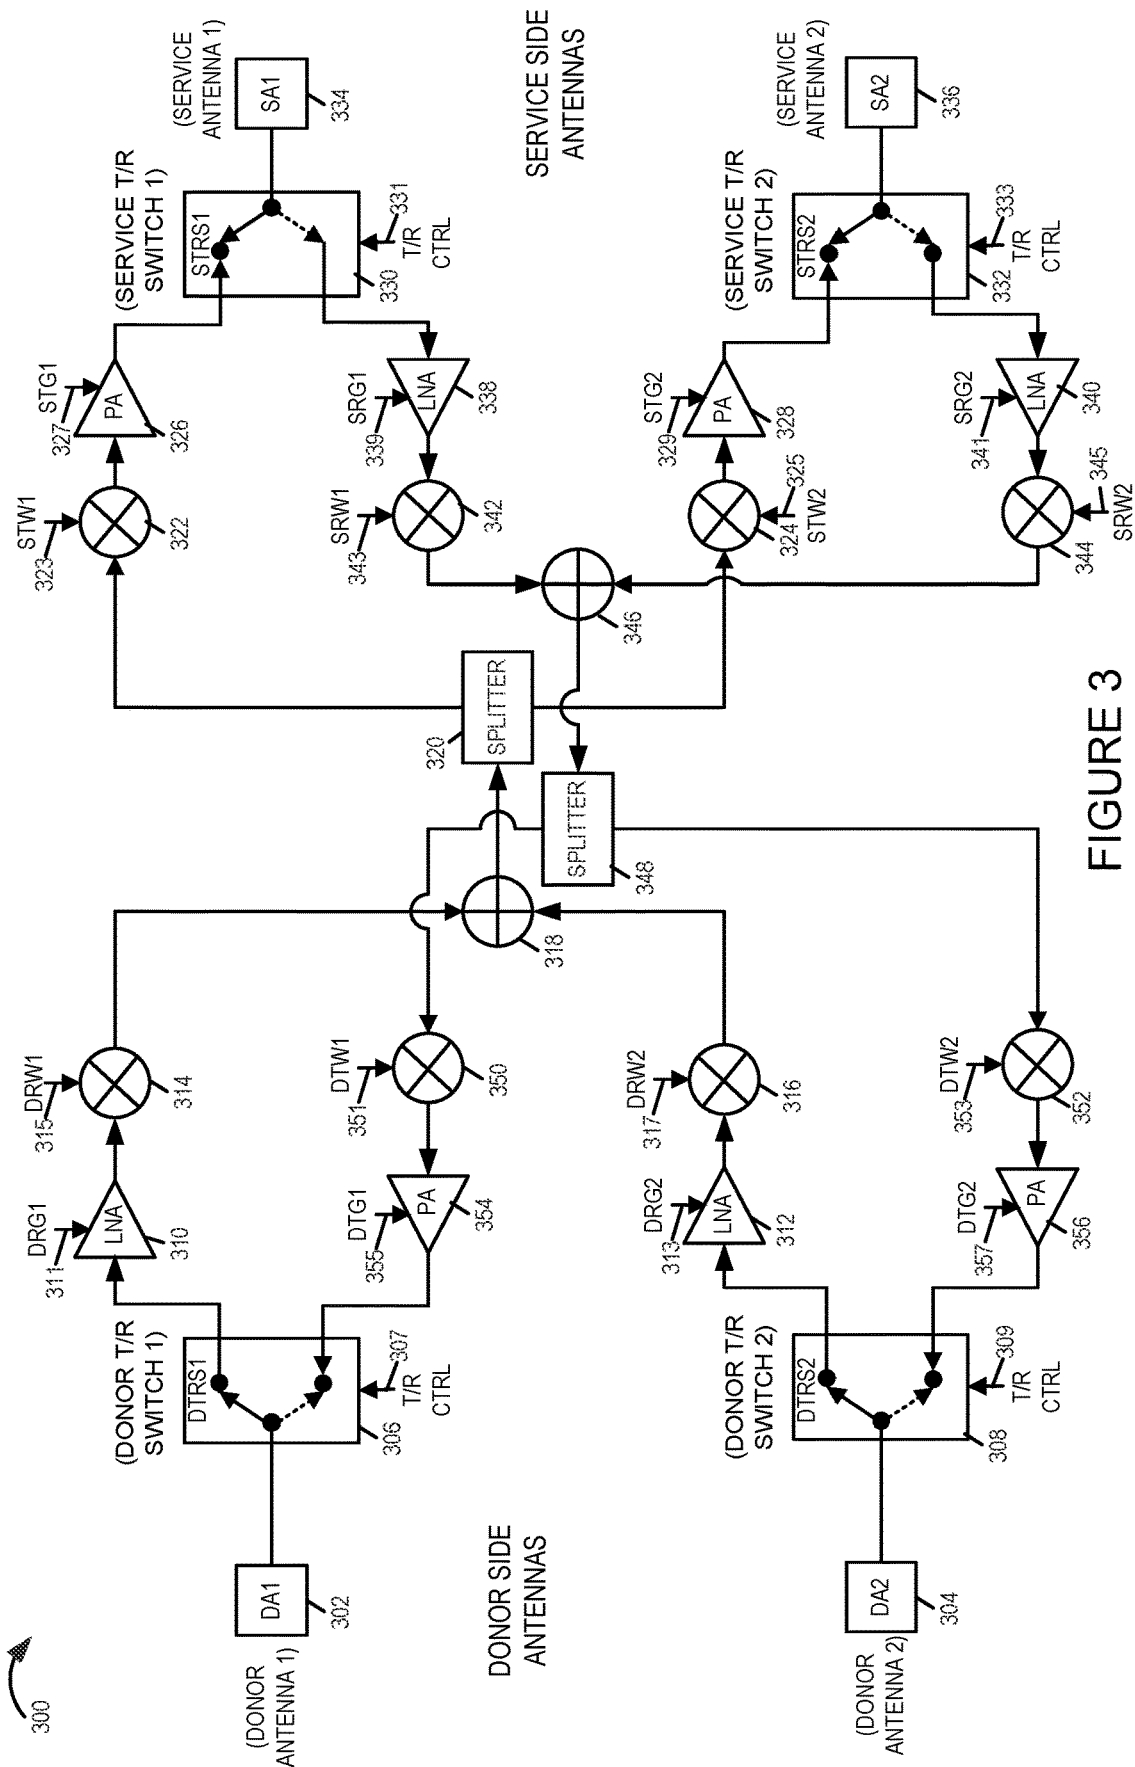 300
(DONOR
ANTENNA 1)
DA1
302
(DONOR T/R
SWITCH 1)
DTRS1
306
307
T/R
CTRL
DRG1
311
LNA
310
DRW1
315
314
DTG1
355
PA
354
DTW1
351
350
DONOR SIDE
ANTENNAS
(DONOR
ANTENNA 2)
DA2
304
(DONOR T/R
SWITCH 2)
DTRS2
308
309
T/R
CTRL
DRG2
313
LNA
312
DRW2
317
316
DTG2
357
PA
356
DTW2
353
352
318
SPLITTER
320
SPLITTER
348
346
STW1
323
322
STG1
327
PA
326
SRW1
343
342
SRG1
339
LNA
338
(SERVICE T/R
SWITCH 1)
STRS1
330
331
T/R
CTRL
(SERVICE
ANTENNA 1)
SA1
334
SERVICE SIDE
ANTENNAS
324
325
STW2
STG2
329
PA
328
344
345
SRW2
SRG2
341
LNA
340
(SERVICE T/R
SWITCH 2)
STRS2
332
333
T/R
CTRL
(SERVICE
ANTENNA 2)
SA2
336
FIGURE 3